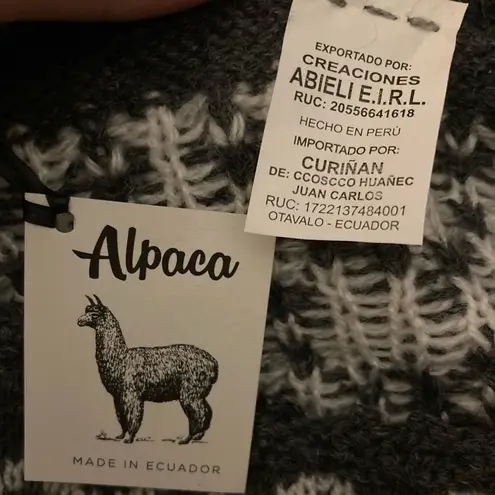 EXPORTADO POR:
CREACIONES
ABIELI E.I.R.L.
RUC: 20556641618
HECHO EN PERÚ
IMPORTADO POR:
CURIÑAN
DE: CCOSCCO HUAÑEC
JUAN CARLOS
RUC: 1722137484001
OTAVALO - ECUADOR
Alpaca
MADE IN ECUADOR